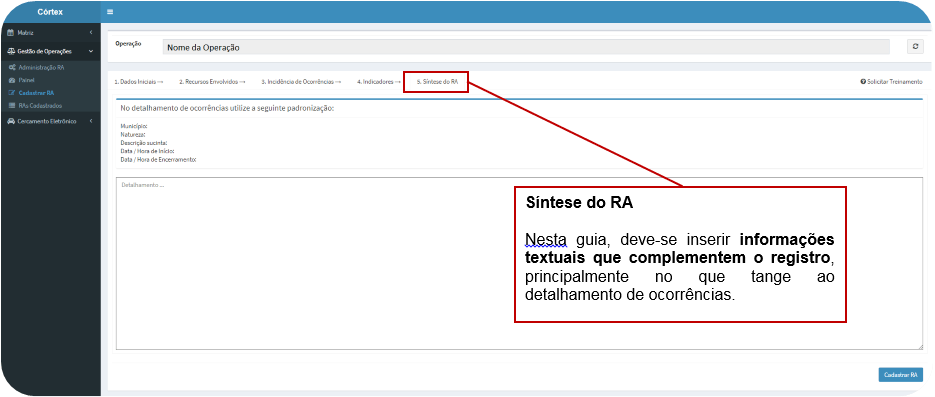 Córtex
Matriz
Gestão de Operações
Administração RA
Painel
Cadastrar RA
RAs Cadastrados
Cercamento Eletrônico
Operação
Nome da Operação
1. Dados Iniciais → 2. Recursos Envolvidos → 3. Incidência de Ocorrências → 4. Indicadores → 5. Síntese do RA
Solicitar Treinamento
No detalhamento de ocorrências utilize a seguinte padronização:
Município:
Natureza:
Descrição sucinta:
Data / Hora de Início:
Data / Hora de Encerramento:
Detalhamento ...
Síntese do RA
Nesta guia, deve-se inserir informações
textuais que complementem o registro,
principalmente no que tange ao
detalhamento de ocorrências.
Cadastrar RA